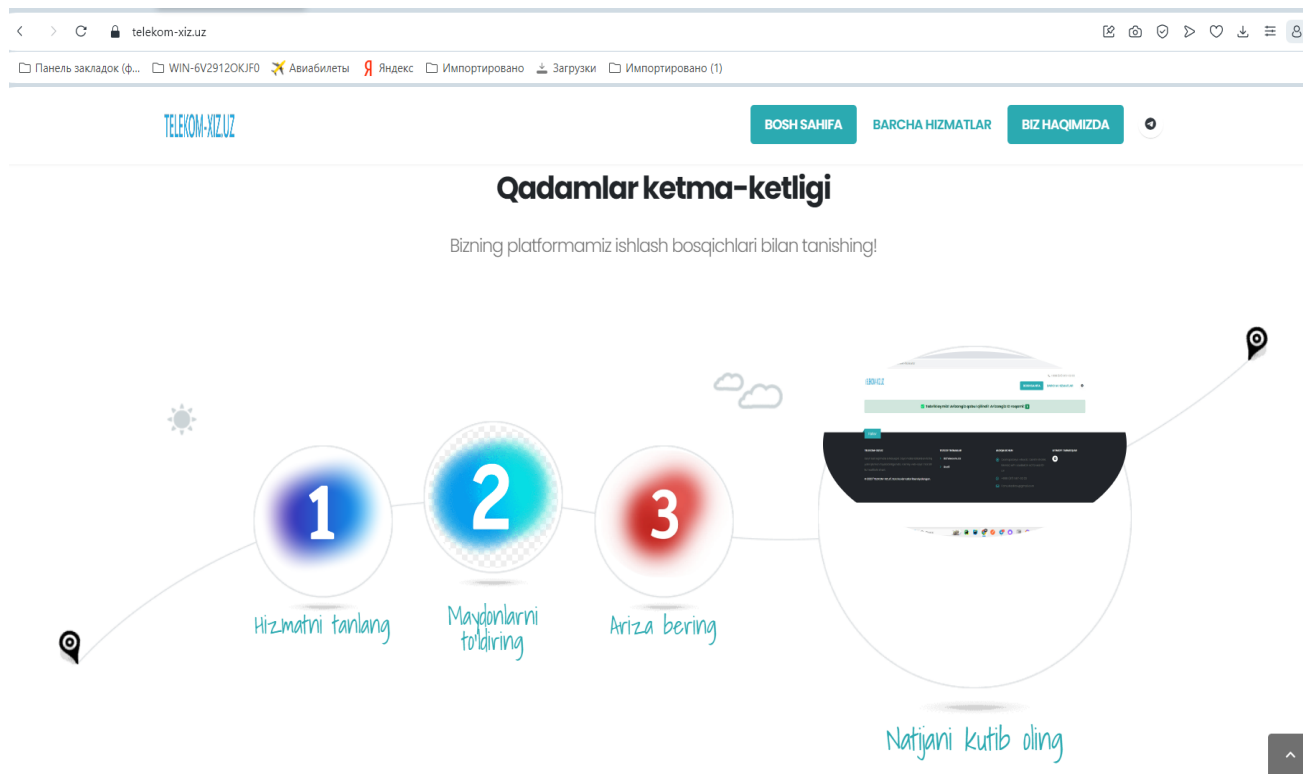 telekom-xiz.uz
Панель закладок (ф... WIN-6V2912OKJF0 Авиабилеты Яндекс Импортировано Загрузки Импортировано (1)
TELEKOM-XIZ.UZ BOSH SAHIFA BARCHA HIZMATLAR BIZ HAQIMIZDA
Qadamlar ketma-ketligi
Bizning platformamiz ishlash bosqichlari bilan tanishing!
1 2 3
Hizmatni tanlang
Maydonlarni
to'ldiring
Ariza bering
Natijani kutib oling